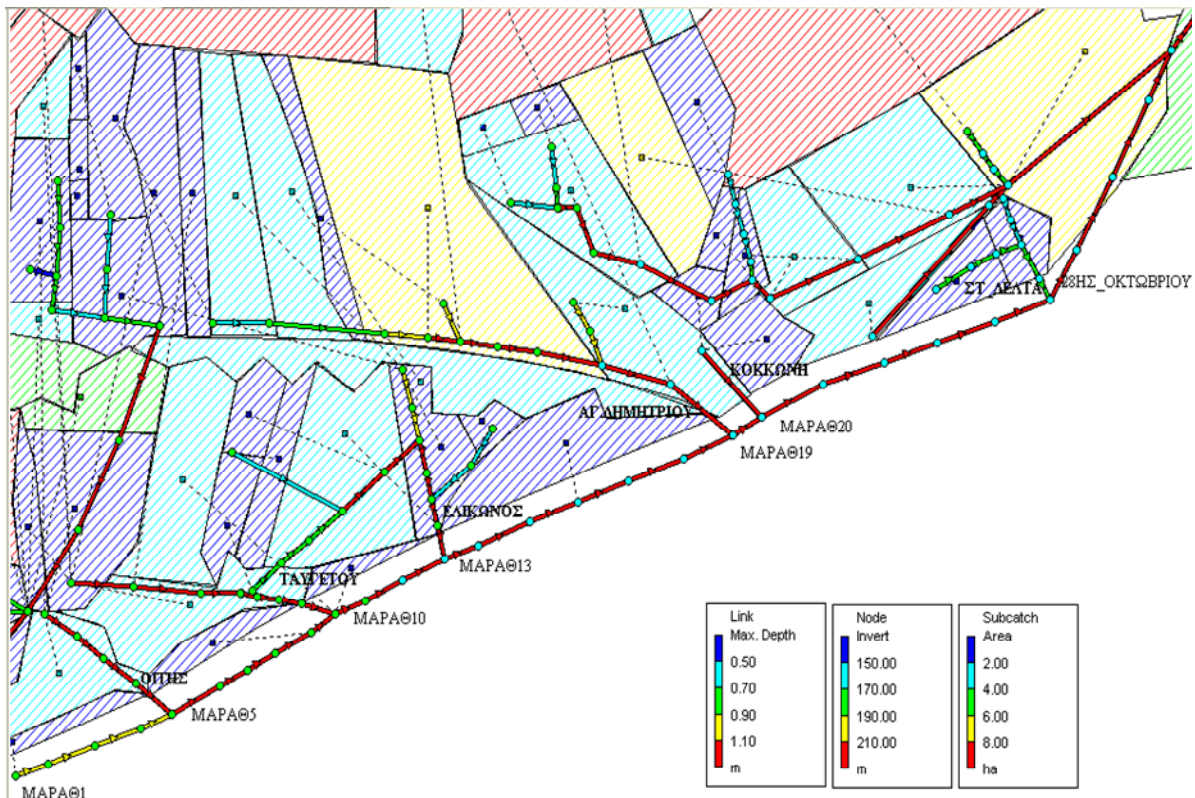 28ΗΣ_ΟΚΤΩΒΡΙΟΥ
ΣΤ_ΔΕΛΤΑ
ΚΟΚΚΩΝΗ
ΑΓ ΔΗΜΗΤΡΙΟΥ
ΜΑΡΑΘ20
ΜΑΡΑΘ19
ΕΛΙΚΩΝΟΣ
ΜΑΡΑΘ13
ΤΑΥΓΕΤΟΥ
ΜΑΡΑΘ10
ΟΙΤΗΣ
ΜΑΡΑΘ5
ΜΑΡΑΘ1
Link
Max. Depth
0.50
0.70
0.90
1.10
m
Node
Invert
150.00
170.00
190.00
210.00
m
Subcatch
Area
2.00
4.00
6.00
8.00
ha